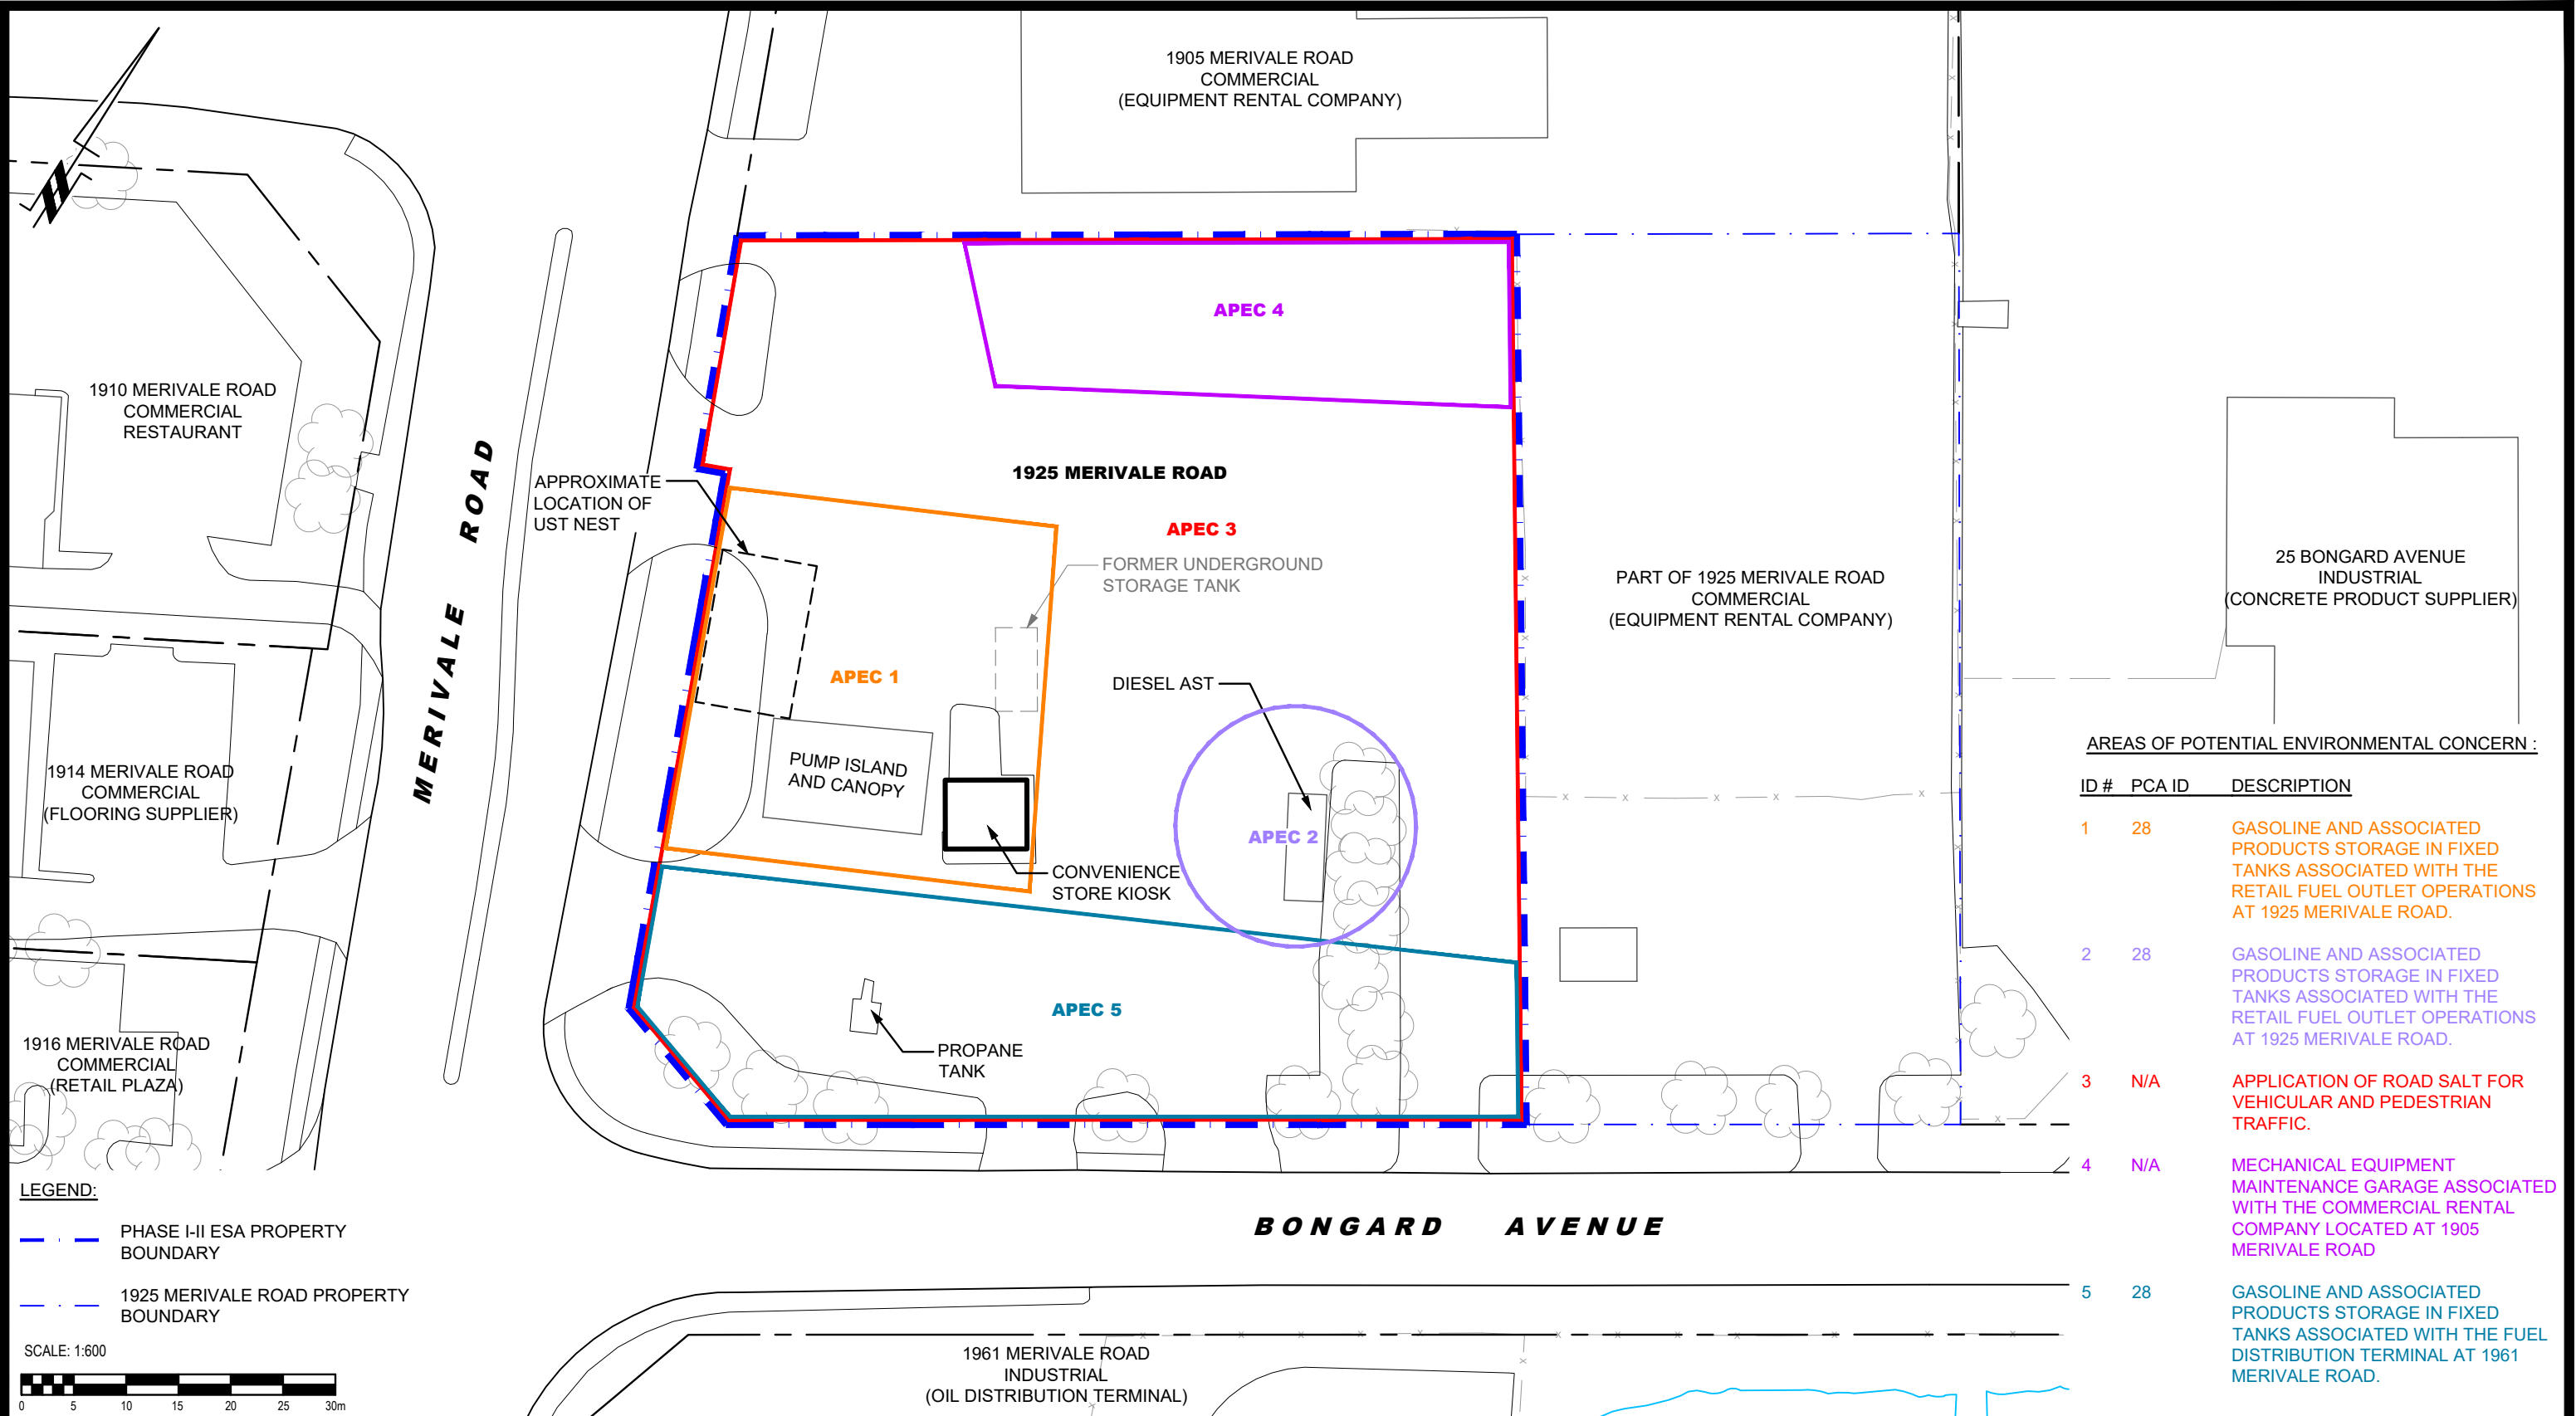 1905 MERIVALE ROAD
COMMERCIAL
(EQUIPMENT RENTAL COMPANY)
APEC 4
1910 MERIVALE ROAD
COMMERCIAL
RESTAURANT
MERIVALE ROAD
APPROXIMATE
LOCATION OF
UST NEST
1925 MERIVALE ROAD
APEC 3
FORMER UNDERGROUND
STORAGE TANK
PART OF 1925 MERIVALE ROAD
COMMERCIAL
(EQUIPMENT RENTAL COMPANY)
25 BONGARD AVENUE
INDUSTRIAL
(CONCRETE PRODUCT SUPPLIER)
APEC 1
DIESEL AST
PUMP ISLAND
AND CANOPY
1914 MERIVALE ROAD
COMMERCIAL
(FLOORING SUPPLIER)
APEC 2
CONVENIENCE
STORE KIOSK
APEC 5
PROPANE
TANK
1916 MERIVALE ROAD
COMMERCIAL
(RETAIL PLAZA)
BONGARD AVENUE
1961 MERIVALE ROAD
INDUSTRIAL
(OIL DISTRIBUTION TERMINAL)
LEGEND:
PHASE I-II ESA PROPERTY
BOUNDARY
1925 MERIVALE ROAD PROPERTY
BOUNDARY
SCALE: 1:600
0 5 10 15 20 25 30m
AREAS OF POTENTIAL ENVIRONMENTAL CONCERN :
ID # PCA ID DESCRIPTION
1 28 GASOLINE AND ASSOCIATED
PRODUCTS STORAGE IN FIXED
TANKS ASSOCIATED WITH THE
RETAIL FUEL OUTLET OPERATIONS
AT 1925 MERIVALE ROAD.
2 28 GASOLINE AND ASSOCIATED
PRODUCTS STORAGE IN FIXED
TANKS ASSOCIATED WITH THE
RETAIL FUEL OUTLET OPERATIONS
AT 1925 MERIVALE ROAD.
3 N/A APPLICATION OF ROAD SALT FOR
VEHICULAR AND PEDESTRIAN
TRAFFIC.
4 N/A MECHANICAL EQUIPMENT
MAINTENANCE GARAGE ASSOCIATED
WITH THE COMMERCIAL RENTAL
COMPANY LOCATED AT 1905
MERIVALE ROAD
5 28 GASOLINE AND ASSOCIATED
PRODUCTS STORAGE IN FIXED
TANKS ASSOCIATED WITH THE FUEL
DISTRIBUTION TERMINAL AT 1961
MERIVALE ROAD.